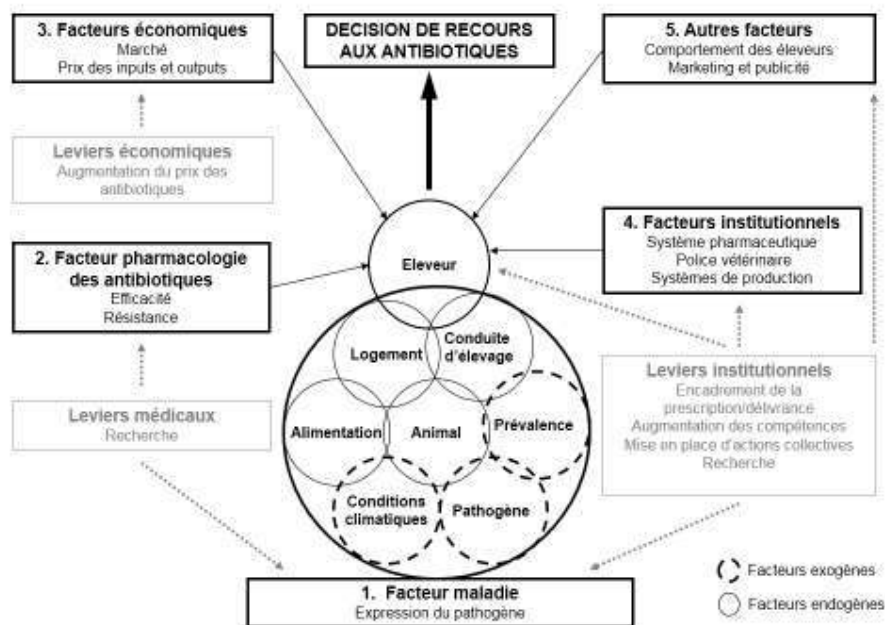 3. Facteurs économiques
Marché
Prix des inputs et outputs
DECISION DE RECOURS
AUX ANTIBIOTIQUES
5. Autres facteurs
Comportement des éleveurs
Marketing et publicité
Leviers économiques
Augmentation du prix des
antibiotiques
2. Facteur pharmacologie
des antibiotiques
Efficacité
Résistance
Eleveur
4. Facteurs institutionnels
Système pharmaceutique
Police vétérinaire
Systèmes de production
Leviers médicaux
Recherche
Logement
Conduite
d'élevage
Alimentation
Animal
Prévalence
Conditions
climatiques
Pathogène
Leviers institutionnels
Encadrement de la
prescription/délivrance
Augmentation des compétences
Mise en place d'actions collectives
Recherche
1. Facteur maladie
Expression du pathogène
Facteurs exogènes
Facteurs endogènes